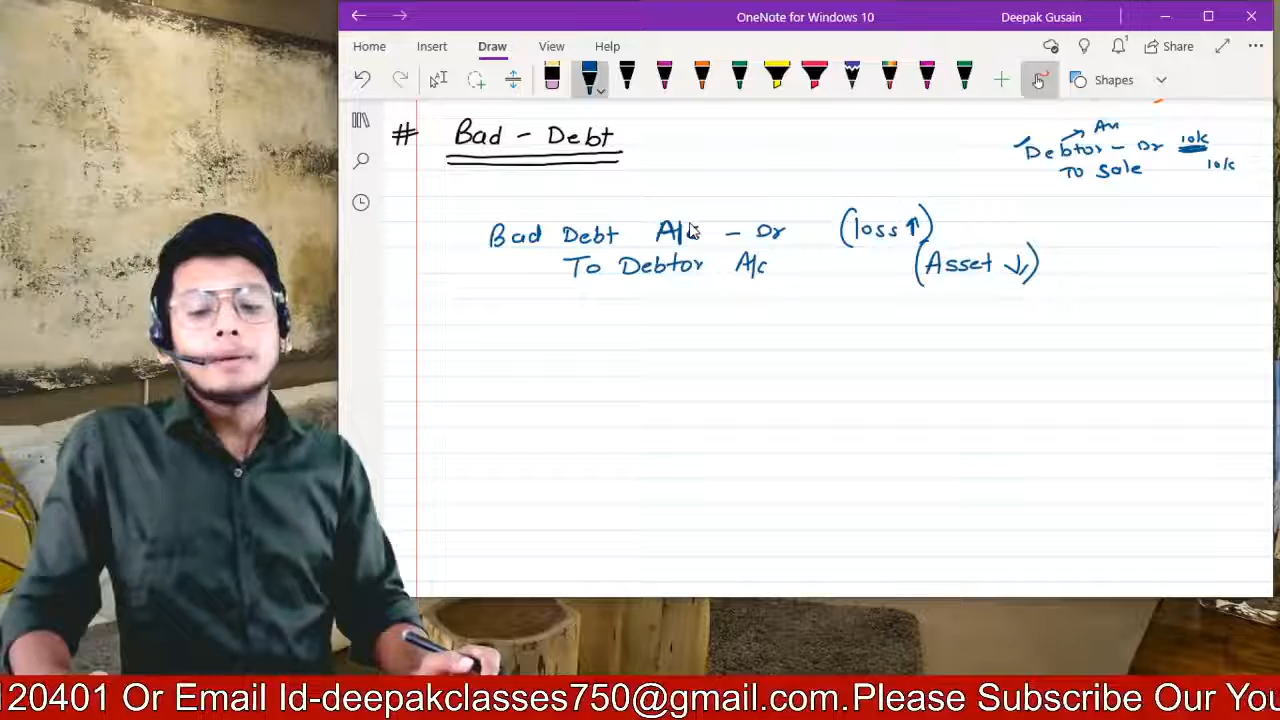 OneNote for Windows 10
Deepak Gusain
Home Insert Draw View Help
Share
Shapes
# Bad - Debt
Debtor - Dr 10k
To Sale 10k
Bad Debt A/c - Dr (loss ↑)
To Debtor A/c (Asset ↓)
120401 Or Email Id-deepakclasses750@gmail.com.Please Subscribe Our You